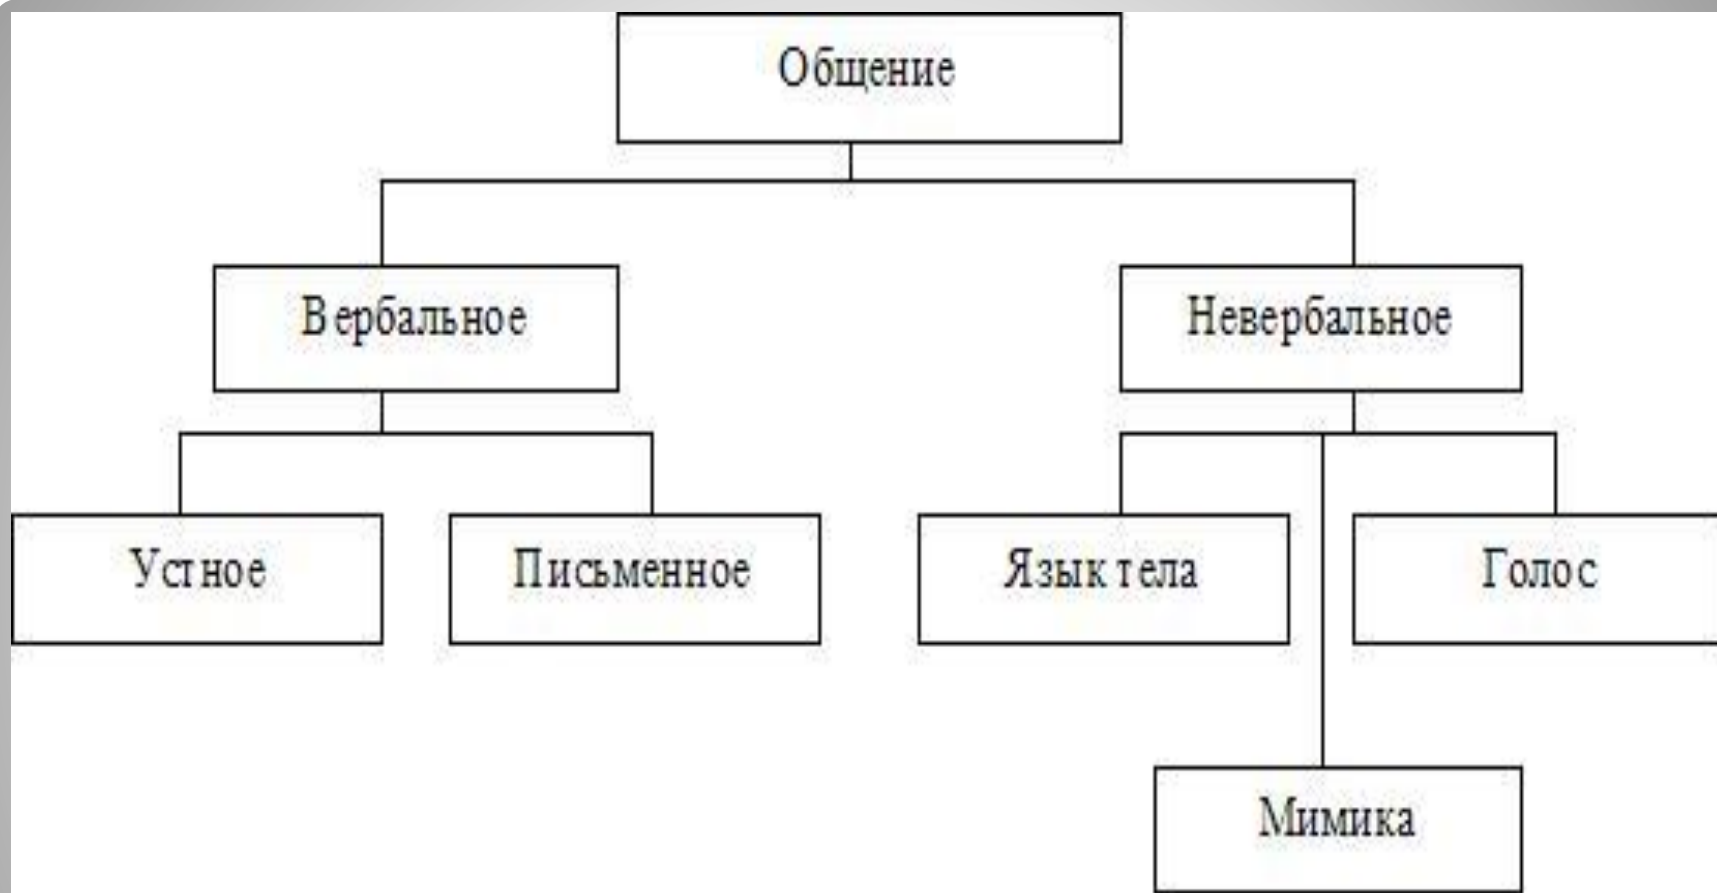 Общение
Вербальное
Невербальное
Устное
Письменное
Язык тела
Голос
Мимика